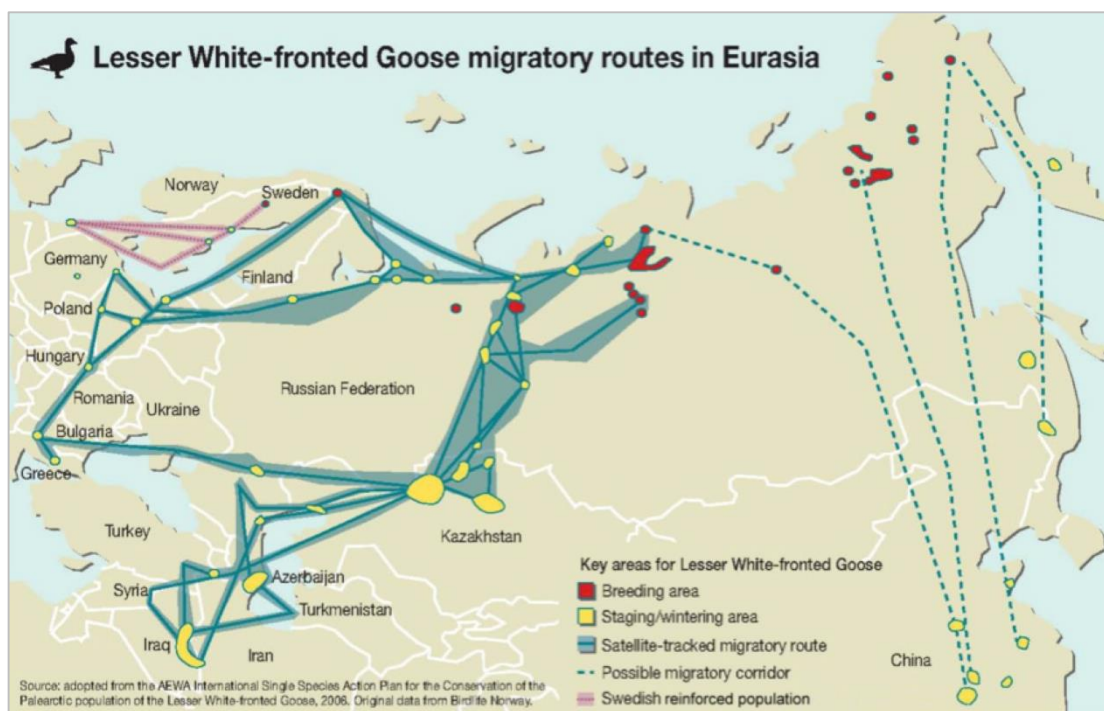 Lesser White-fronted Goose migratory routes in Eurasia
Norway
Sweden
Germany
Finland
Poland
Hungary
Russian Federation
Romania
Ukraine
Bulgaria
Greece
Turkey
Kazakhstan
Syria
Azerbaijan
Turkmenistan
Iraq
Iran
China
Key areas for Lesser White-fronted Goose
Breeding area
Staging/wintering area
Satellite-tracked migratory route
Possible migratory corridor
Swedish reinforced population
Source: adopted from the AEWA International Single Species Action Plan for the Conservation of the
Palearctic population of the Lesser White-fronted Goose, 2006. Original data from Birdlife Norway.